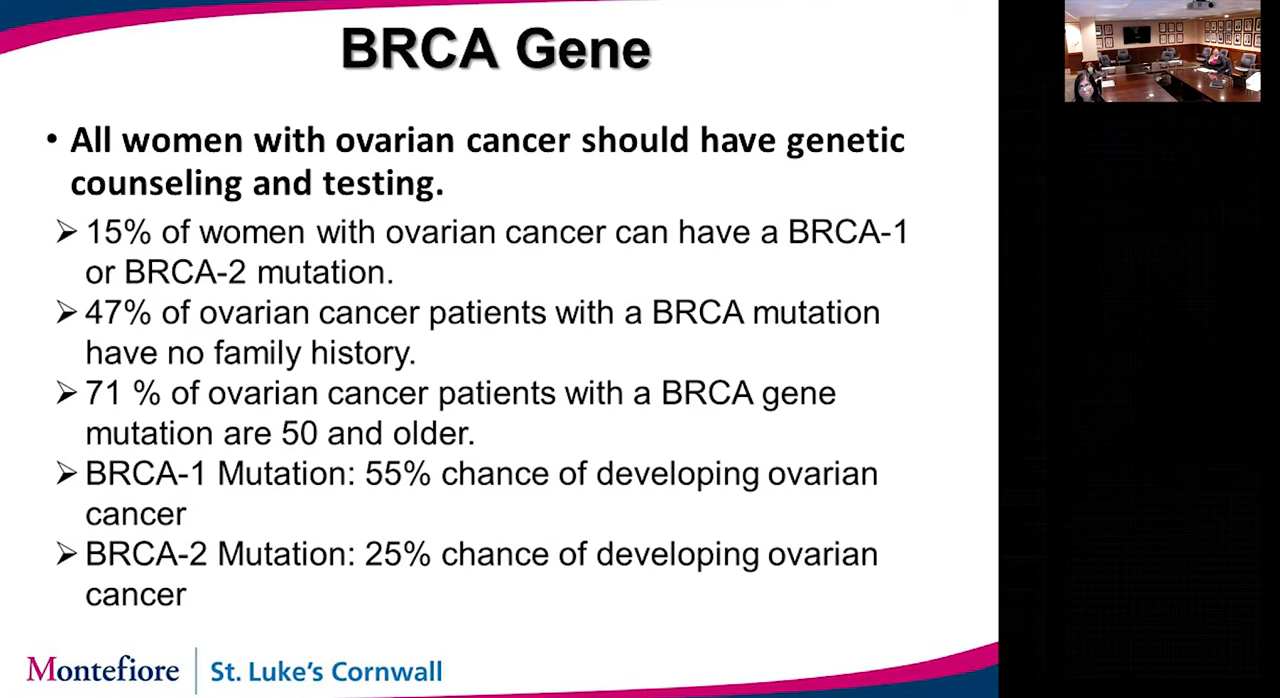 BRCA Gene
• All women with ovarian cancer should have genetic
counseling and testing.
➢ 15% of women with ovarian cancer can have a BRCA-1
or BRCA-2 mutation.
➢ 47% of ovarian cancer patients with a BRCA mutation
have no family history.
➢ 71 % of ovarian cancer patients with a BRCA gene
mutation are 50 and older.
➢ BRCA-1 Mutation: 55% chance of developing ovarian
cancer
➢ BRCA-2 Mutation: 25% chance of developing ovarian
cancer
Montefiore | St. Luke's Cornwall